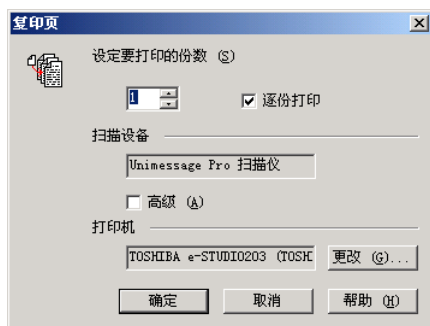 复印页
设定要打印的份数 (S)
1
逐份打印
扫描设备
Unimessage Pro 扫描仪
高级 (A)
打印机
TOSHIBA e-STUDIO203 (TOSH
更改 (G)...
确定
取消
帮助 (H)